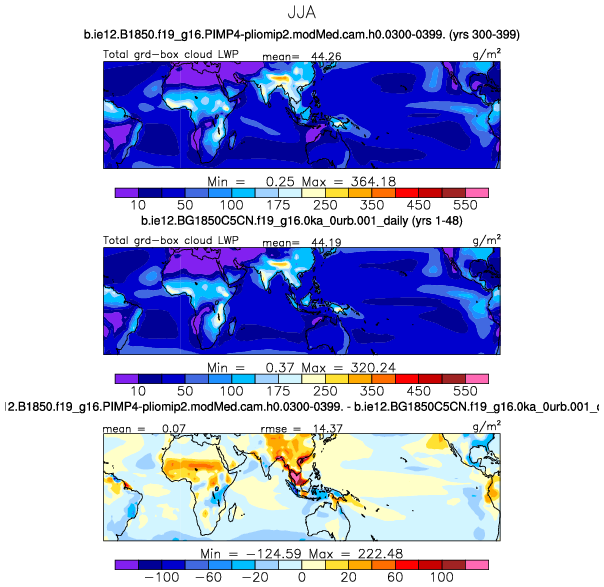 JJA
b.ie12.B1850.f19_g16.PIMP4-pliomip2.modMed.cam.h0.0300-0399. (yrs 300-399)
Total grd-box cloud LWP mean= 44.26 g/m²
Min = 0.25 Max = 364.18
10 50 100 175 250 350 450 550
b.ie12.BG1850C5CN.f19_g16.0ka_0urb.001_daily (yrs 1-48)
Total grd-box cloud LWP mean= 44.19 g/m²
Min = 0.37 Max = 320.24
10 50 100 175 250 350 450 550
12.B1850.f19_g16.PIMP4-pliomip2.modMed.cam.h0.0300-0399. - b.ie12.BG1850C5CN.f19_g16.0ka_0urb.001_
mean = 0.07 rmse = 14.37 g/m²
Min = -124.59 Max = 222.48
-100 -60 -20 0 20 60 100